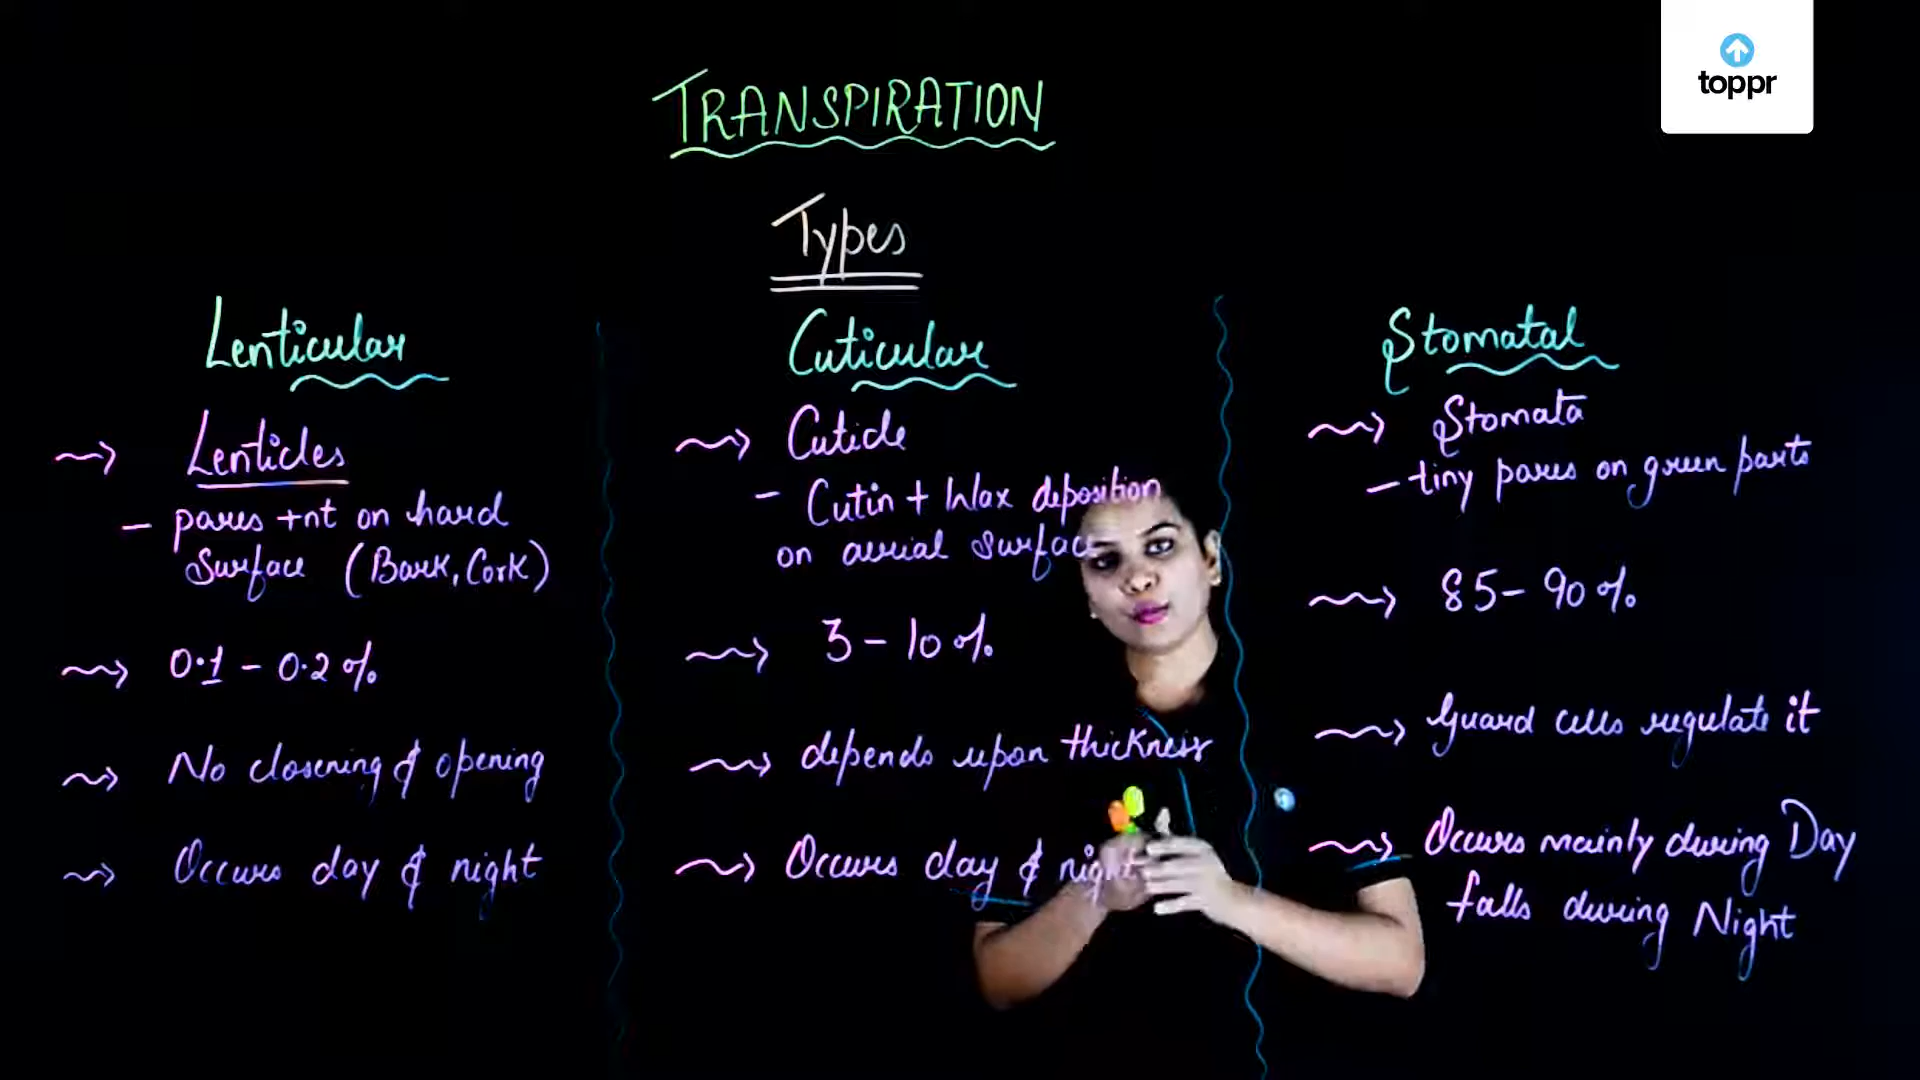 toppr
TRANSPIRATION
Types
Lenticular
→ Lenticles
- pores +nt on hard
Surface (Bark, Cork)
→ 0.1 - 0.2 %
→ No closening & opening
→ Occurs day & night
Cuticular
→ Cuticle
- Cutin + Wax deposition
on aerial surface
→ 3 - 10 %
→ depends upon thickness
→ Occurs day & night
Stomatal
→ Stomata
- tiny pores on green parts
→ 85 - 90 %
→ Guard cells regulate it
→ Occurs mainly during Day
falls during Night